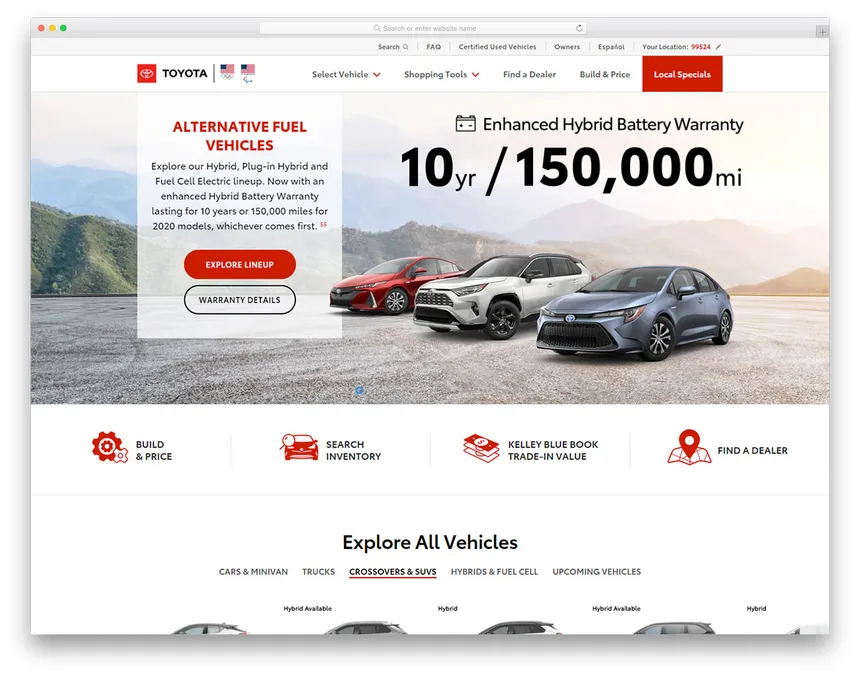 Search or enter website name
Search
FAQ
Certified Used Vehicles
Owners
Español
Your Location: 99524
TOYOTA
Select Vehicle
Shopping Tools
Find a Dealer
Build & Price
Local Specials
ALTERNATIVE FUEL
VEHICLES
Explore our Hybrid, Plug-in Hybrid and
Fuel Cell Electric lineup. Now with an
enhanced Hybrid Battery Warranty
lasting for 10 years or 150,000 miles for
2020 models, whichever comes first. 55
EXPLORE LINEUP
WARRANTY DETAILS
Enhanced Hybrid Battery Warranty
10yr / 150,000mi
BUILD
& PRICE
SEARCH
INVENTORY
KELLEY BLUE BOOK
TRADE-IN VALUE
FIND A DEALER
Explore All Vehicles
CARS & MINIVAN
TRUCKS
CROSSOVERS & SUVS
HYBRIDS & FUEL CELL
UPCOMING VEHICLES
Hybrid Available
Hybrid
Hybrid Available
Hybrid